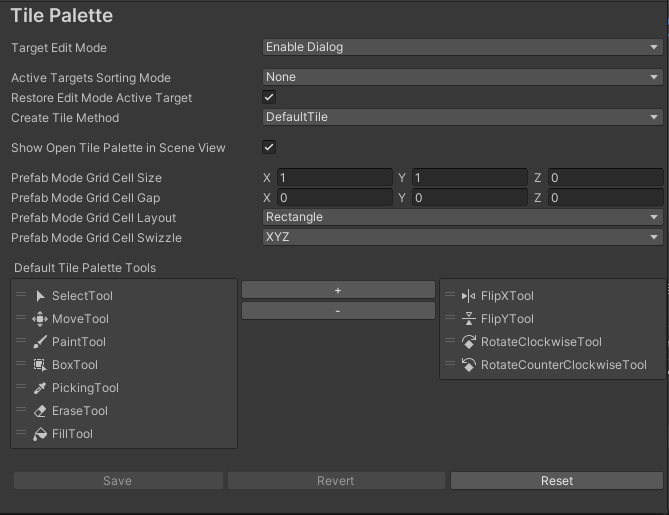 Tile Palette
Target Edit Mode Enable Dialog
Active Targets Sorting Mode None
Restore Edit Mode Active Target
Create Tile Method DefaultTile
Show Open Tile Palette in Scene View
Prefab Mode Grid Cell Size X 1 Y 1 Z 0
Prefab Mode Grid Cell Gap X 0 Y 0 Z 0
Prefab Mode Grid Cell Layout Rectangle
Prefab Mode Grid Cell Swizzle XYZ
Default Tile Palette Tools
SelectTool
MoveTool
PaintTool
BoxTool
PickingTool
EraseTool
FillTool
+
-
FlipXTool
FlipYTool
RotateClockwiseTool
RotateCounterClockwiseTool
Save Revert Reset